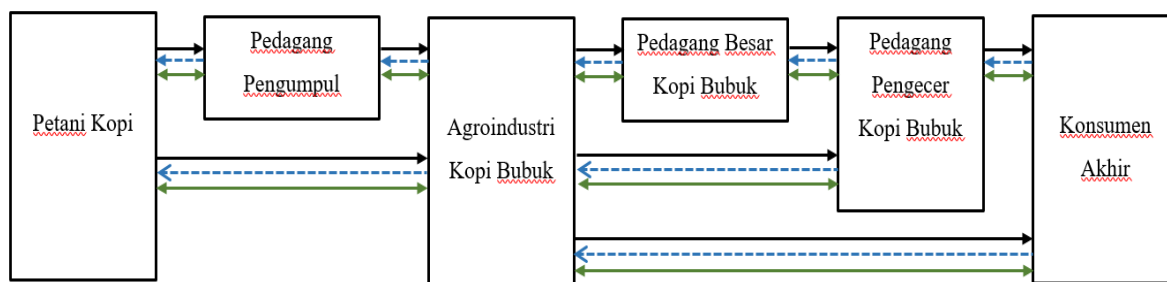 Petani Kopi
Pedagang
Pengumpul
Agroindustri
Kopi Bubuk
Pedagang Besar
Kopi Bubuk
Pedagang
Pengecer
Kopi Bubuk
Konsumen
Akhir